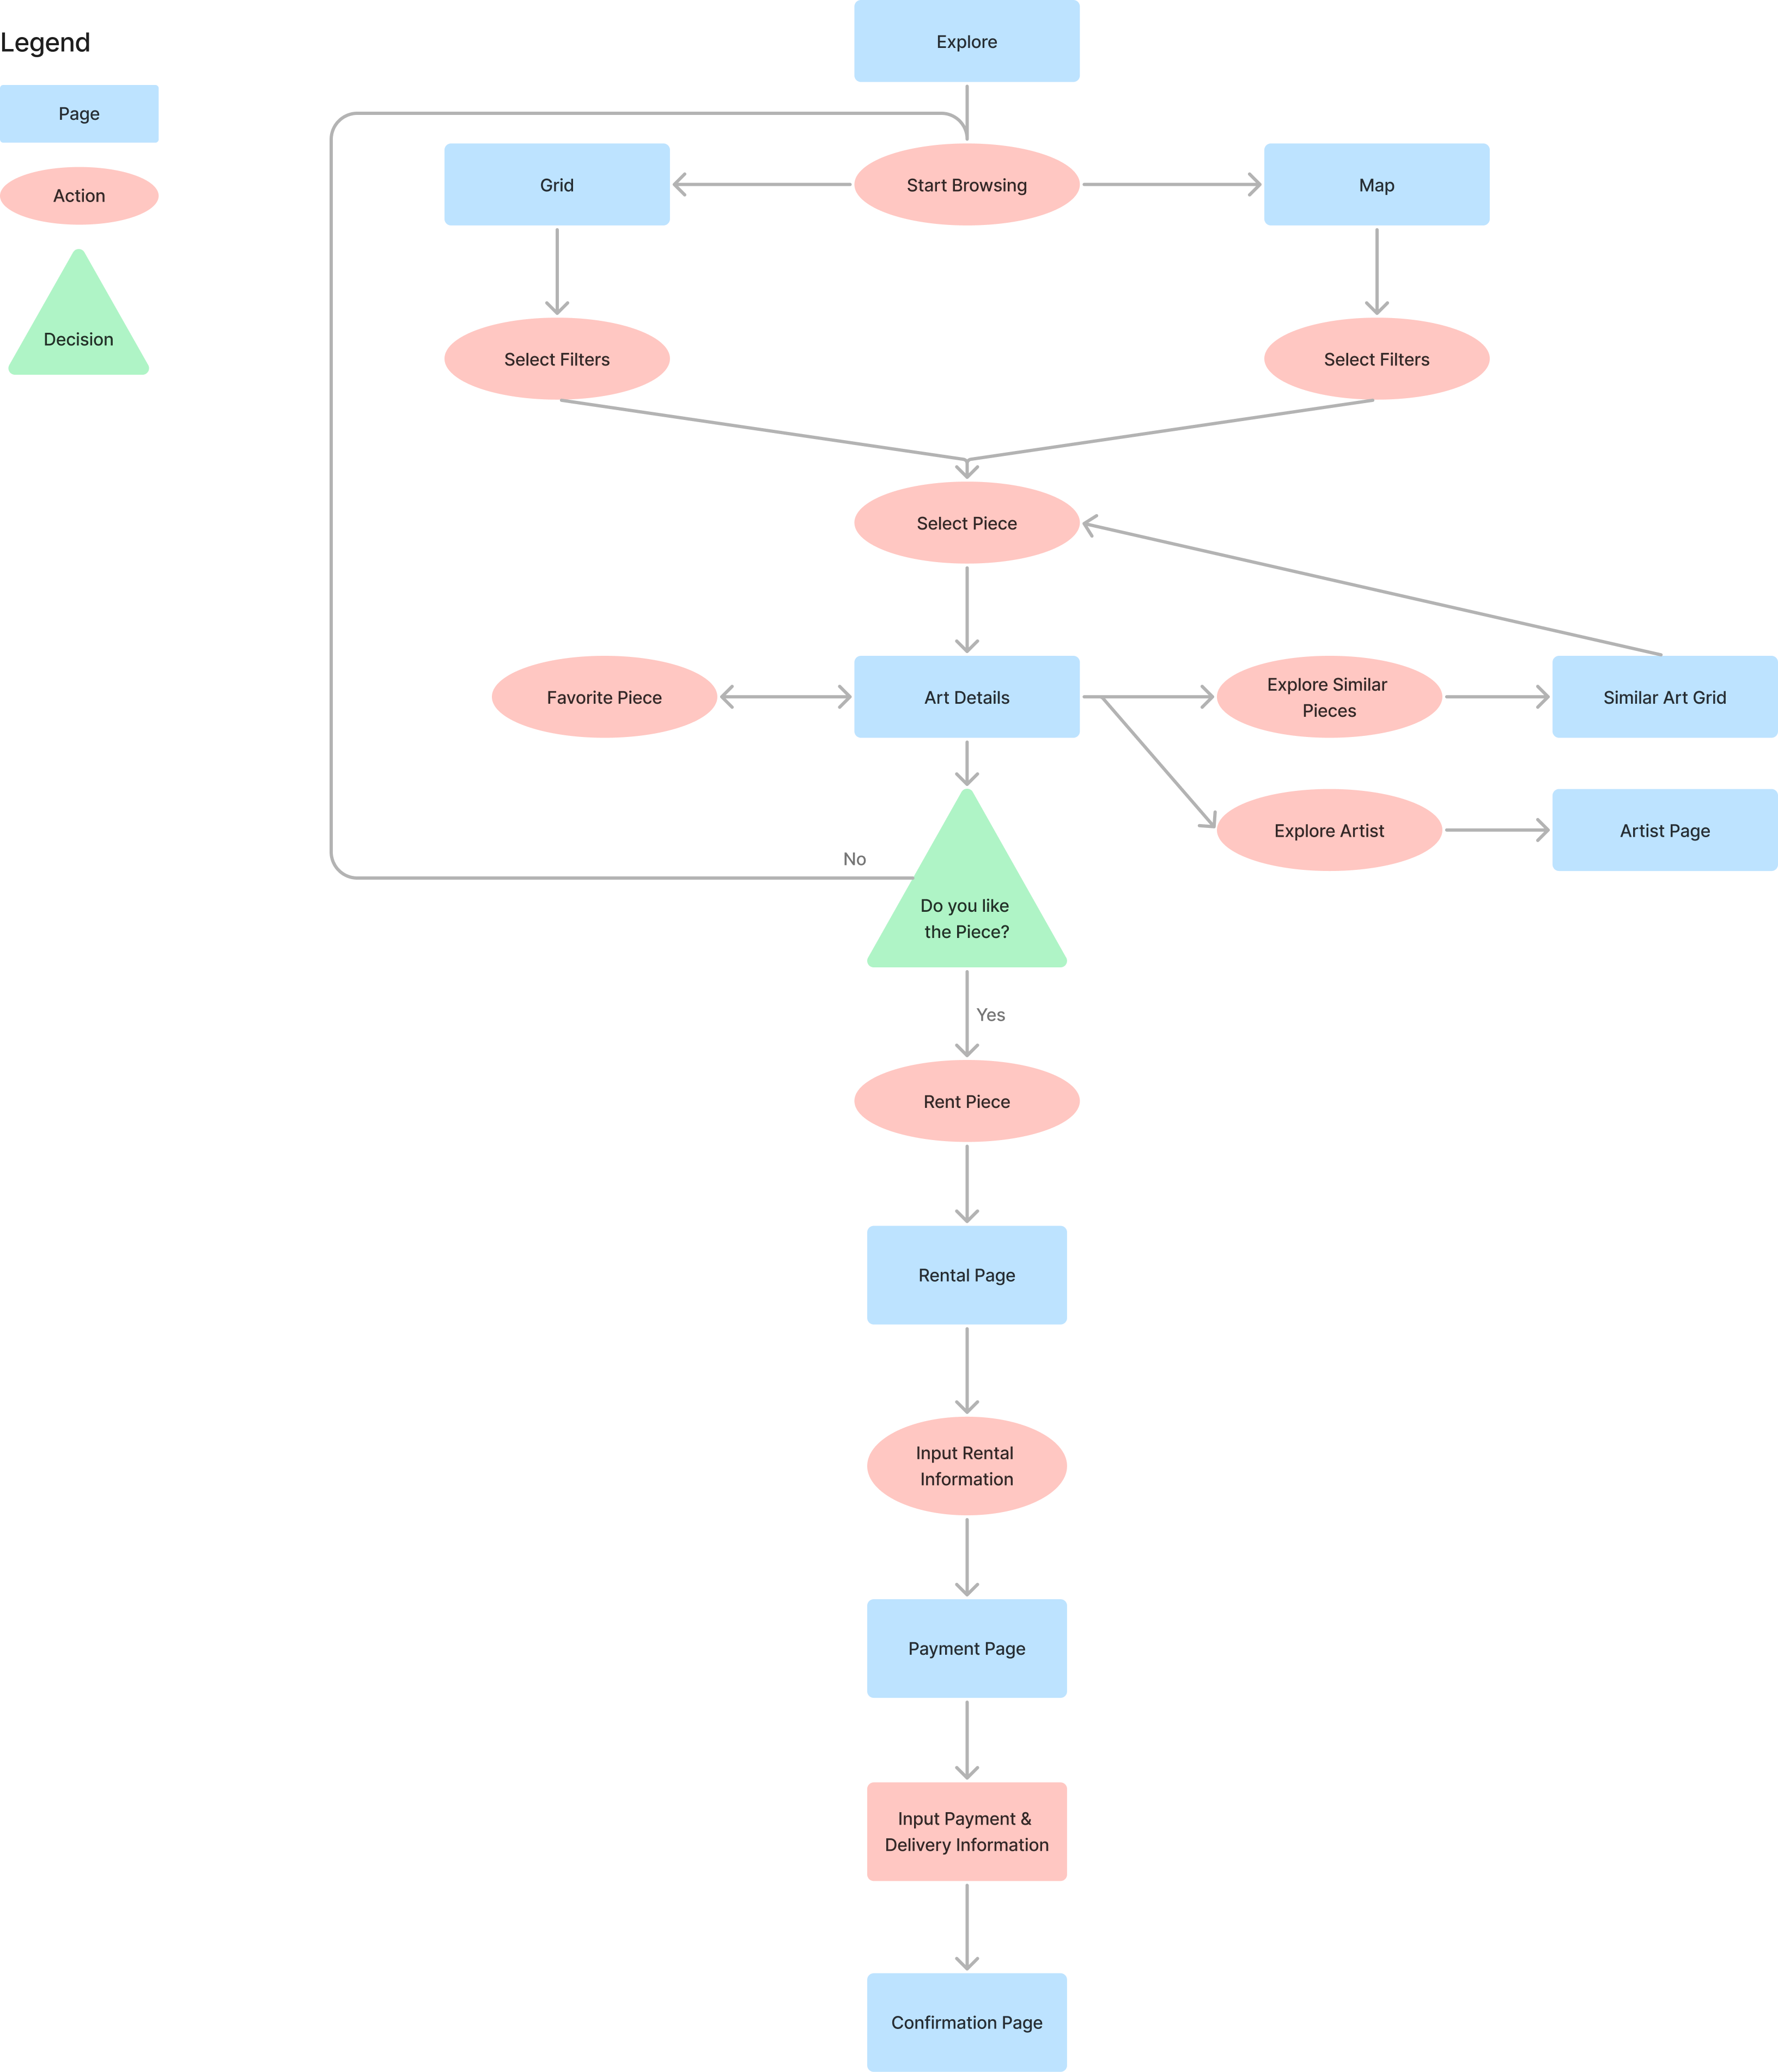 Legend
Page
Action
Decision
Explore
Grid
Start Browsing
Map
Select Filters
Select Filters
Select Piece
Favorite Piece
Art Details
Explore Similar
Pieces
Similar Art Grid
Explore Artist
Artist Page
No
Do you like
the Piece?
Yes
Rent Piece
Rental Page
Input Rental
Information
Payment Page
Input Payment &
Delivery Information
Confirmation Page